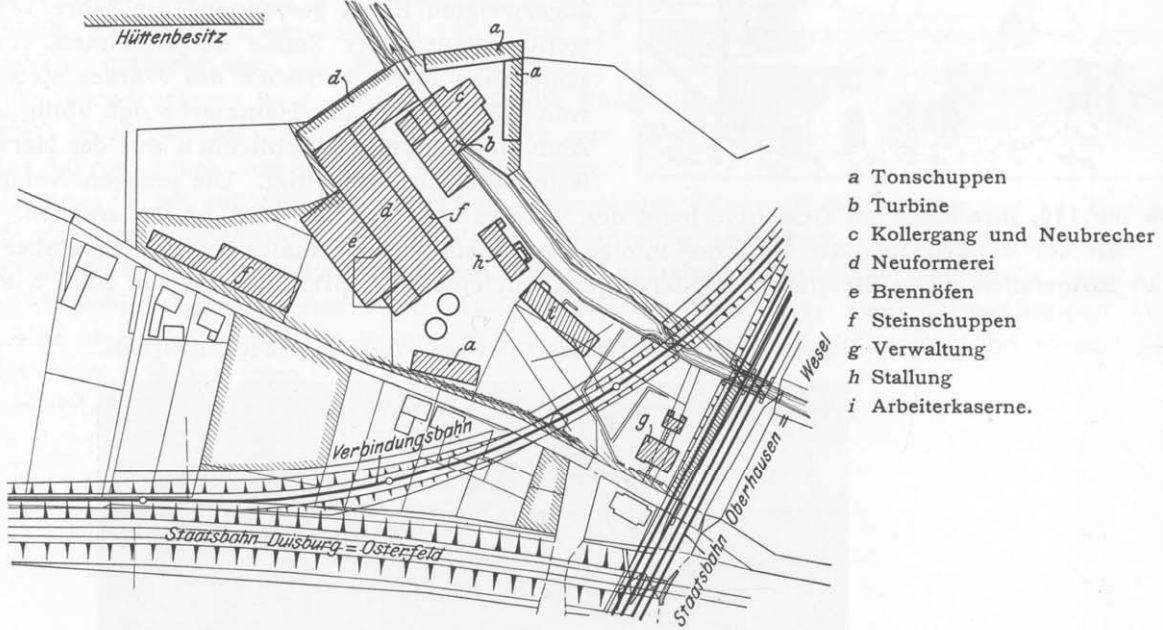 Hüttenbesitz
a
a
d
c
b
d
f
h
e
f
i
a
g
Verbindungsbahn
Staatsbahn Duisburg = Osterfeld
Staatsbahn Oberhausen = Wesel
a Tonschuppen
b Turbine
c Kollergang und Neubrecher
d Neuformerei
e Brennöfen
f Steinschuppen
g Verwaltung
h Stallung
i Arbeiterkaserne.